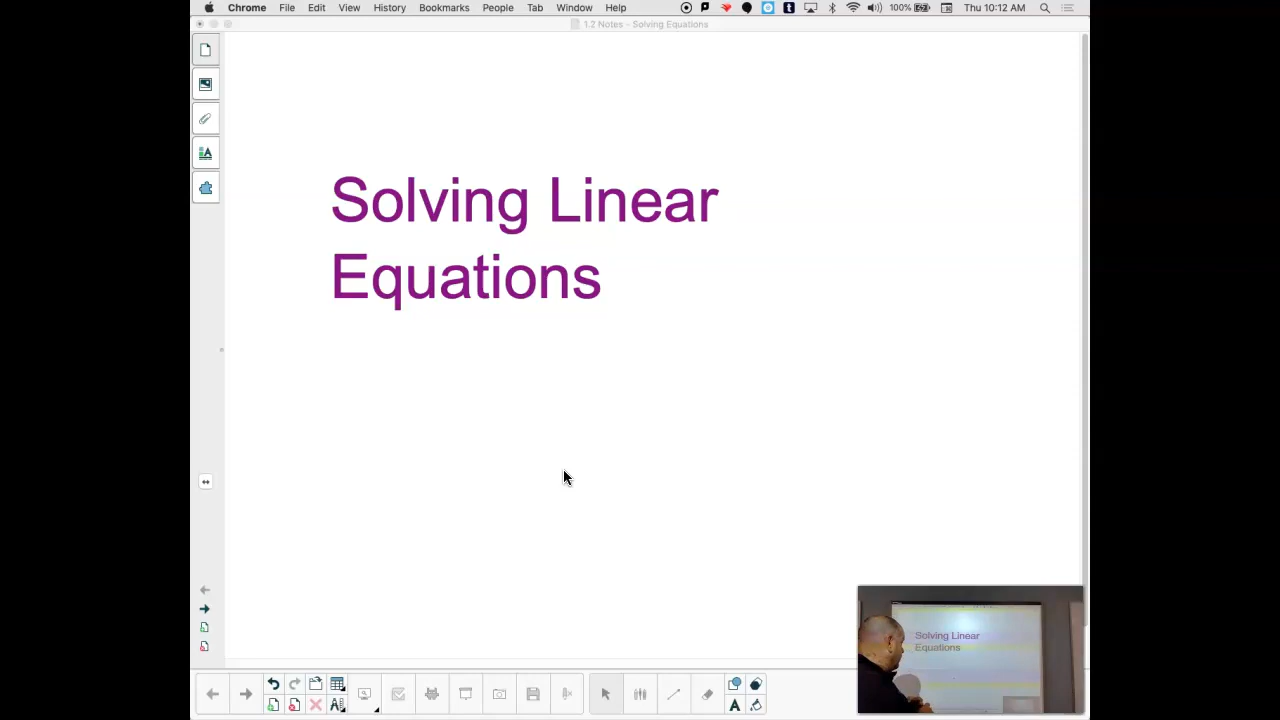 Chrome File Edit View History Bookmarks People Tab Window Help 100% Thu 10:12 AM
1.2 Notes - Solving Equations
Solving Linear
Equations
Solving Linear
Equations